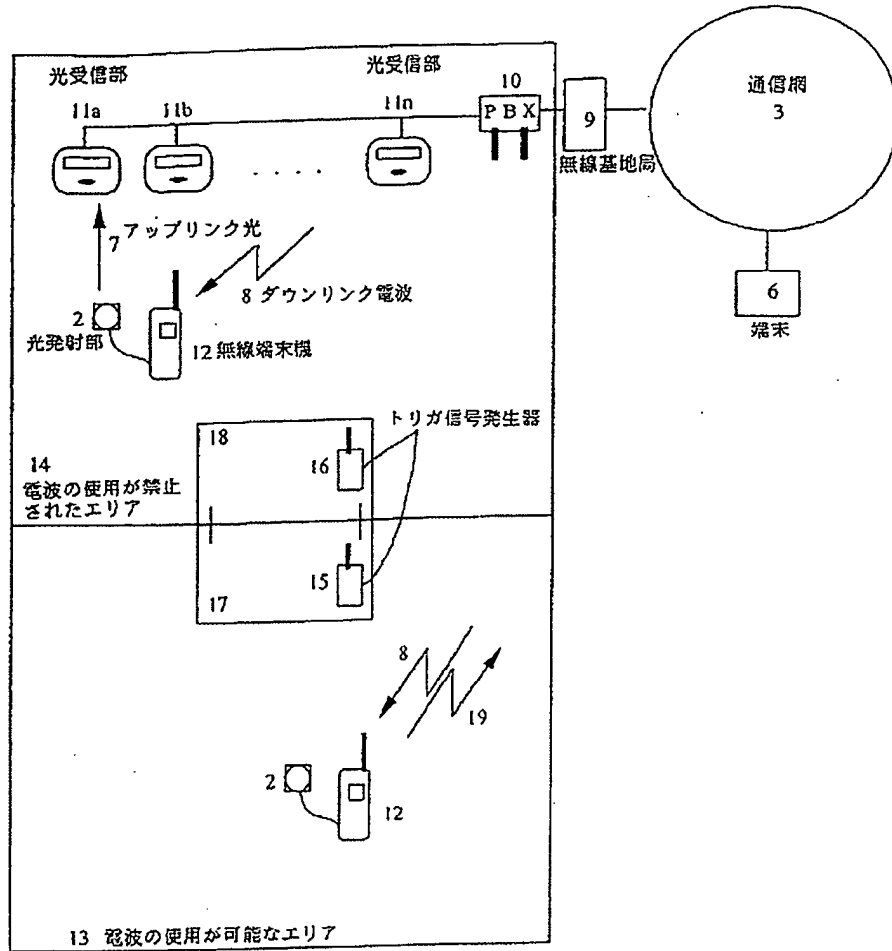 光受信部
光受信部
11a
11b
11n
10
P B X
9
無線基地局
通信網
3
6
端末
. . . .
7 アップリンク光
8 ダウンリンク電波
2
光発射部
12 無線端末機
トリガ信号発生器
18
16
14
電波の使用が禁止
されたエリア
15
17
8
19
2
12
13 電波の使用が可能なエリア